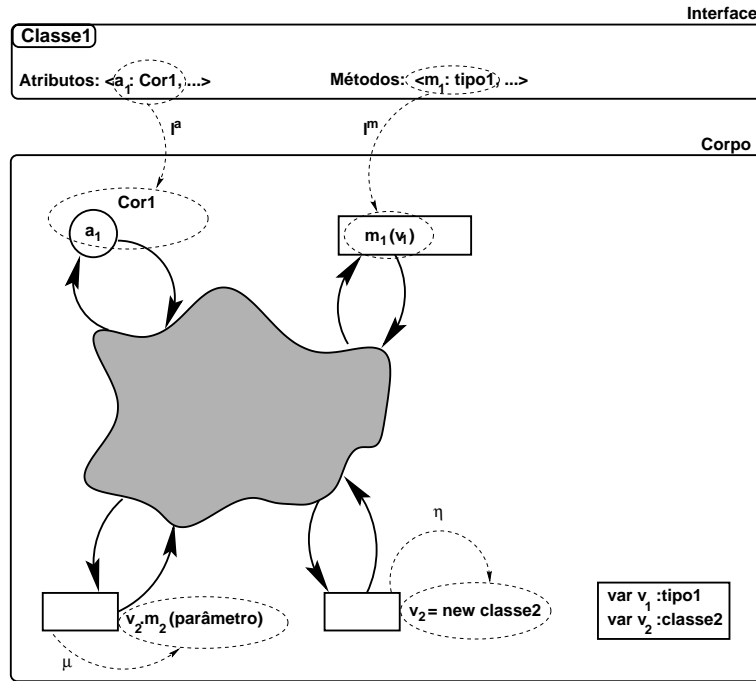 Interface
Classe1
Atributos: <a1: Cor1, ...> Métodos: <m1: tipo1, ...>
Iª Iᵐ
Corpo
Cor1
a1 m1(v1)
η
v2.m2(parâmetro) v2= new classe2
var v1:tipo1
var v2:classe2
μ